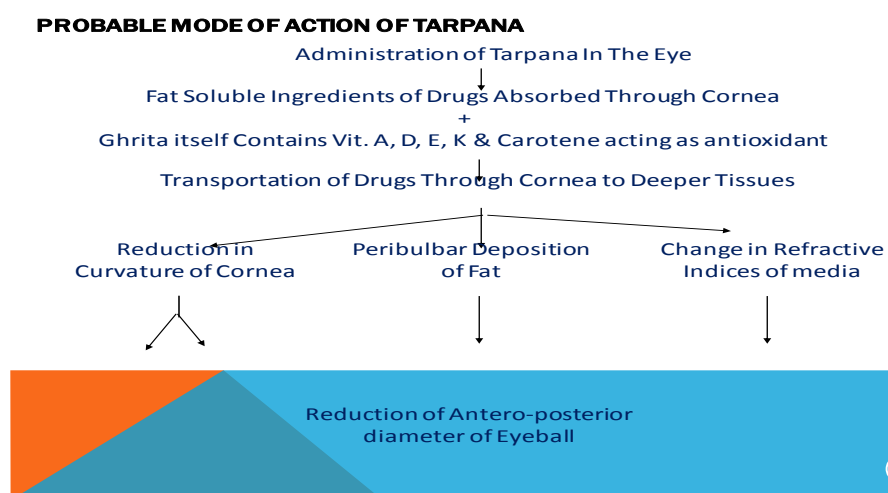 PROBABLE MODE OF ACTION OF TARPANA
Administration of Tarpana In The Eye
Fat Soluble Ingredients of Drugs Absorbed Through Cornea
+
Ghrita itself Contains Vit. A, D, E, K & Carotene acting as antioxidant
Transportation of Drugs Through Cornea to Deeper Tissues
Reduction in
Curvature of Cornea
Peribulbar Deposition
of Fat
Change in Refractive
Indices of media
Reduction of Antero-posterior
diameter of Eyeball